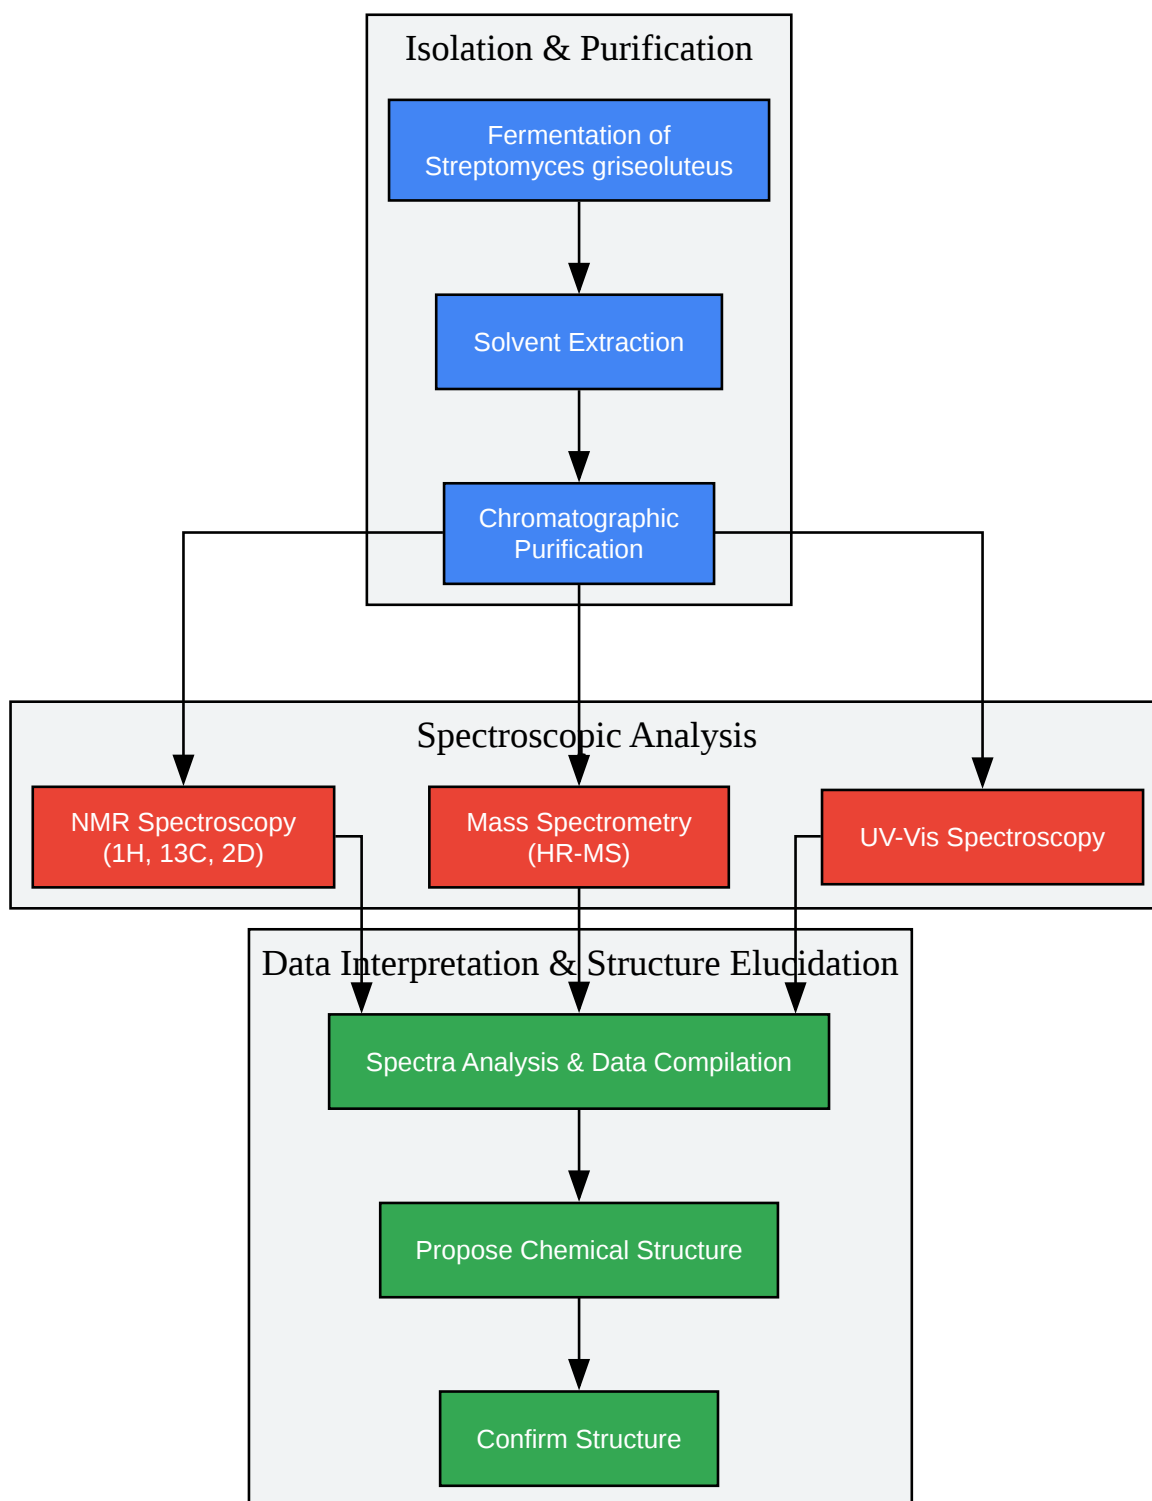 Isolation & Purification
Fermentation of
Streptomyces griseoluteus
Solvent Extraction
Chromatographic
Purification
Spectroscopic Analysis
NMR Spectroscopy
(1H, 13C, 2D)
Mass Spectrometry
(HR-MS)
UV-Vis Spectroscopy
Data Interpretation & Structure Elucidation
Spectra Analysis & Data Compilation
Propose Chemical Structure
Confirm Structure